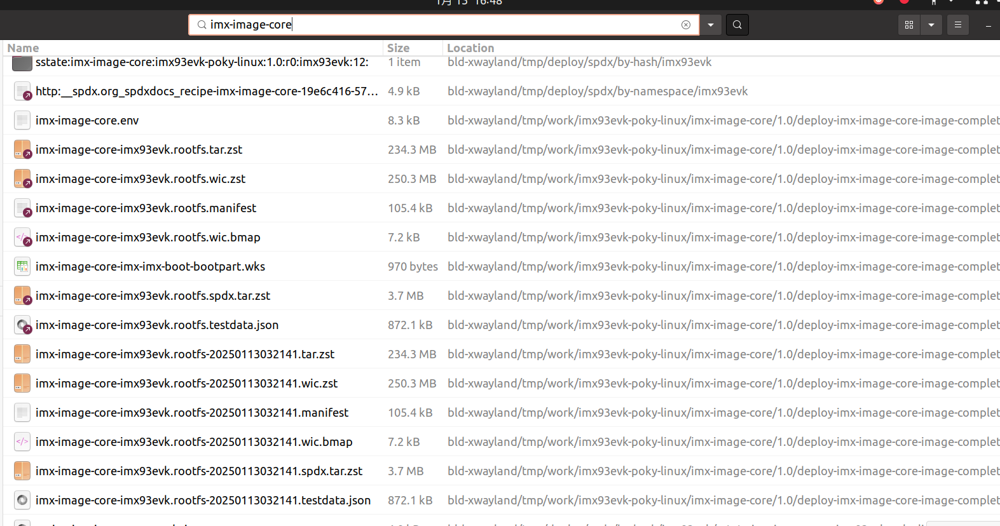 1月 13 16:48
imx-image-core
Name Size Location
sstate:imx-image-core:imx93evk-poky-linux:1.0:r0:imx93evk:12: 1 item bld-xwayland/tmp/deploy/spdx/by-hash/imx93evk
http:__spdx.org_spdxdocs_recipe-imx-image-core-19e6c416-57... 4.9 kB bld-xwayland/tmp/deploy/spdx/by-namespace/imx93evk
imx-image-core.env 8.3 kB bld-xwayland/tmp/work/imx93evk-poky-linux/imx-image-core/1.0/deploy-imx-image-core-image-complet
imx-image-core-imx93evk.rootfs.tar.zst 234.3 MB bld-xwayland/tmp/work/imx93evk-poky-linux/imx-image-core/1.0/deploy-imx-image-core-image-complet
imx-image-core-imx93evk.rootfs.wic.zst 250.3 MB bld-xwayland/tmp/work/imx93evk-poky-linux/imx-image-core/1.0/deploy-imx-image-core-image-complet
imx-image-core-imx93evk.rootfs.manifest 105.4 kB bld-xwayland/tmp/work/imx93evk-poky-linux/imx-image-core/1.0/deploy-imx-image-core-image-complet
imx-image-core-imx93evk.rootfs.wic.bmap 7.2 kB bld-xwayland/tmp/work/imx93evk-poky-linux/imx-image-core/1.0/deploy-imx-image-core-image-complet
imx-image-core-imx-imx-boot-bootpart.wks 970 bytes bld-xwayland/tmp/work/imx93evk-poky-linux/imx-image-core/1.0/deploy-imx-image-core-image-complet
imx-image-core-imx93evk.rootfs.spdx.tar.zst 3.7 MB bld-xwayland/tmp/work/imx93evk-poky-linux/imx-image-core/1.0/deploy-imx-image-core-image-complet
imx-image-core-imx93evk.rootfs.testdata.json 872.1 kB bld-xwayland/tmp/work/imx93evk-poky-linux/imx-image-core/1.0/deploy-imx-image-core-image-complet
imx-image-core-imx93evk.rootfs-20250113032141.tar.zst 234.3 MB bld-xwayland/tmp/work/imx93evk-poky-linux/imx-image-core/1.0/deploy-imx-image-core-image-complet
imx-image-core-imx93evk.rootfs-20250113032141.wic.zst 250.3 MB bld-xwayland/tmp/work/imx93evk-poky-linux/imx-image-core/1.0/deploy-imx-image-core-image-complet
imx-image-core-imx93evk.rootfs-20250113032141.manifest 105.4 kB bld-xwayland/tmp/work/imx93evk-poky-linux/imx-image-core/1.0/deploy-imx-image-core-image-complet
imx-image-core-imx93evk.rootfs-20250113032141.wic.bmap 7.2 kB bld-xwayland/tmp/work/imx93evk-poky-linux/imx-image-core/1.0/deploy-imx-image-core-image-complet
imx-image-core-imx93evk.rootfs-20250113032141.spdx.tar.zst 3.7 MB bld-xwayland/tmp/work/imx93evk-poky-linux/imx-image-core/1.0/deploy-imx-image-core-image-complet
imx-image-core-imx93evk.rootfs-20250113032141.testdata.json 872.1 kB bld-xwayland/tmp/work/imx93evk-poky-linux/imx-image-core/1.0/deploy-imx-image-core-image-complet